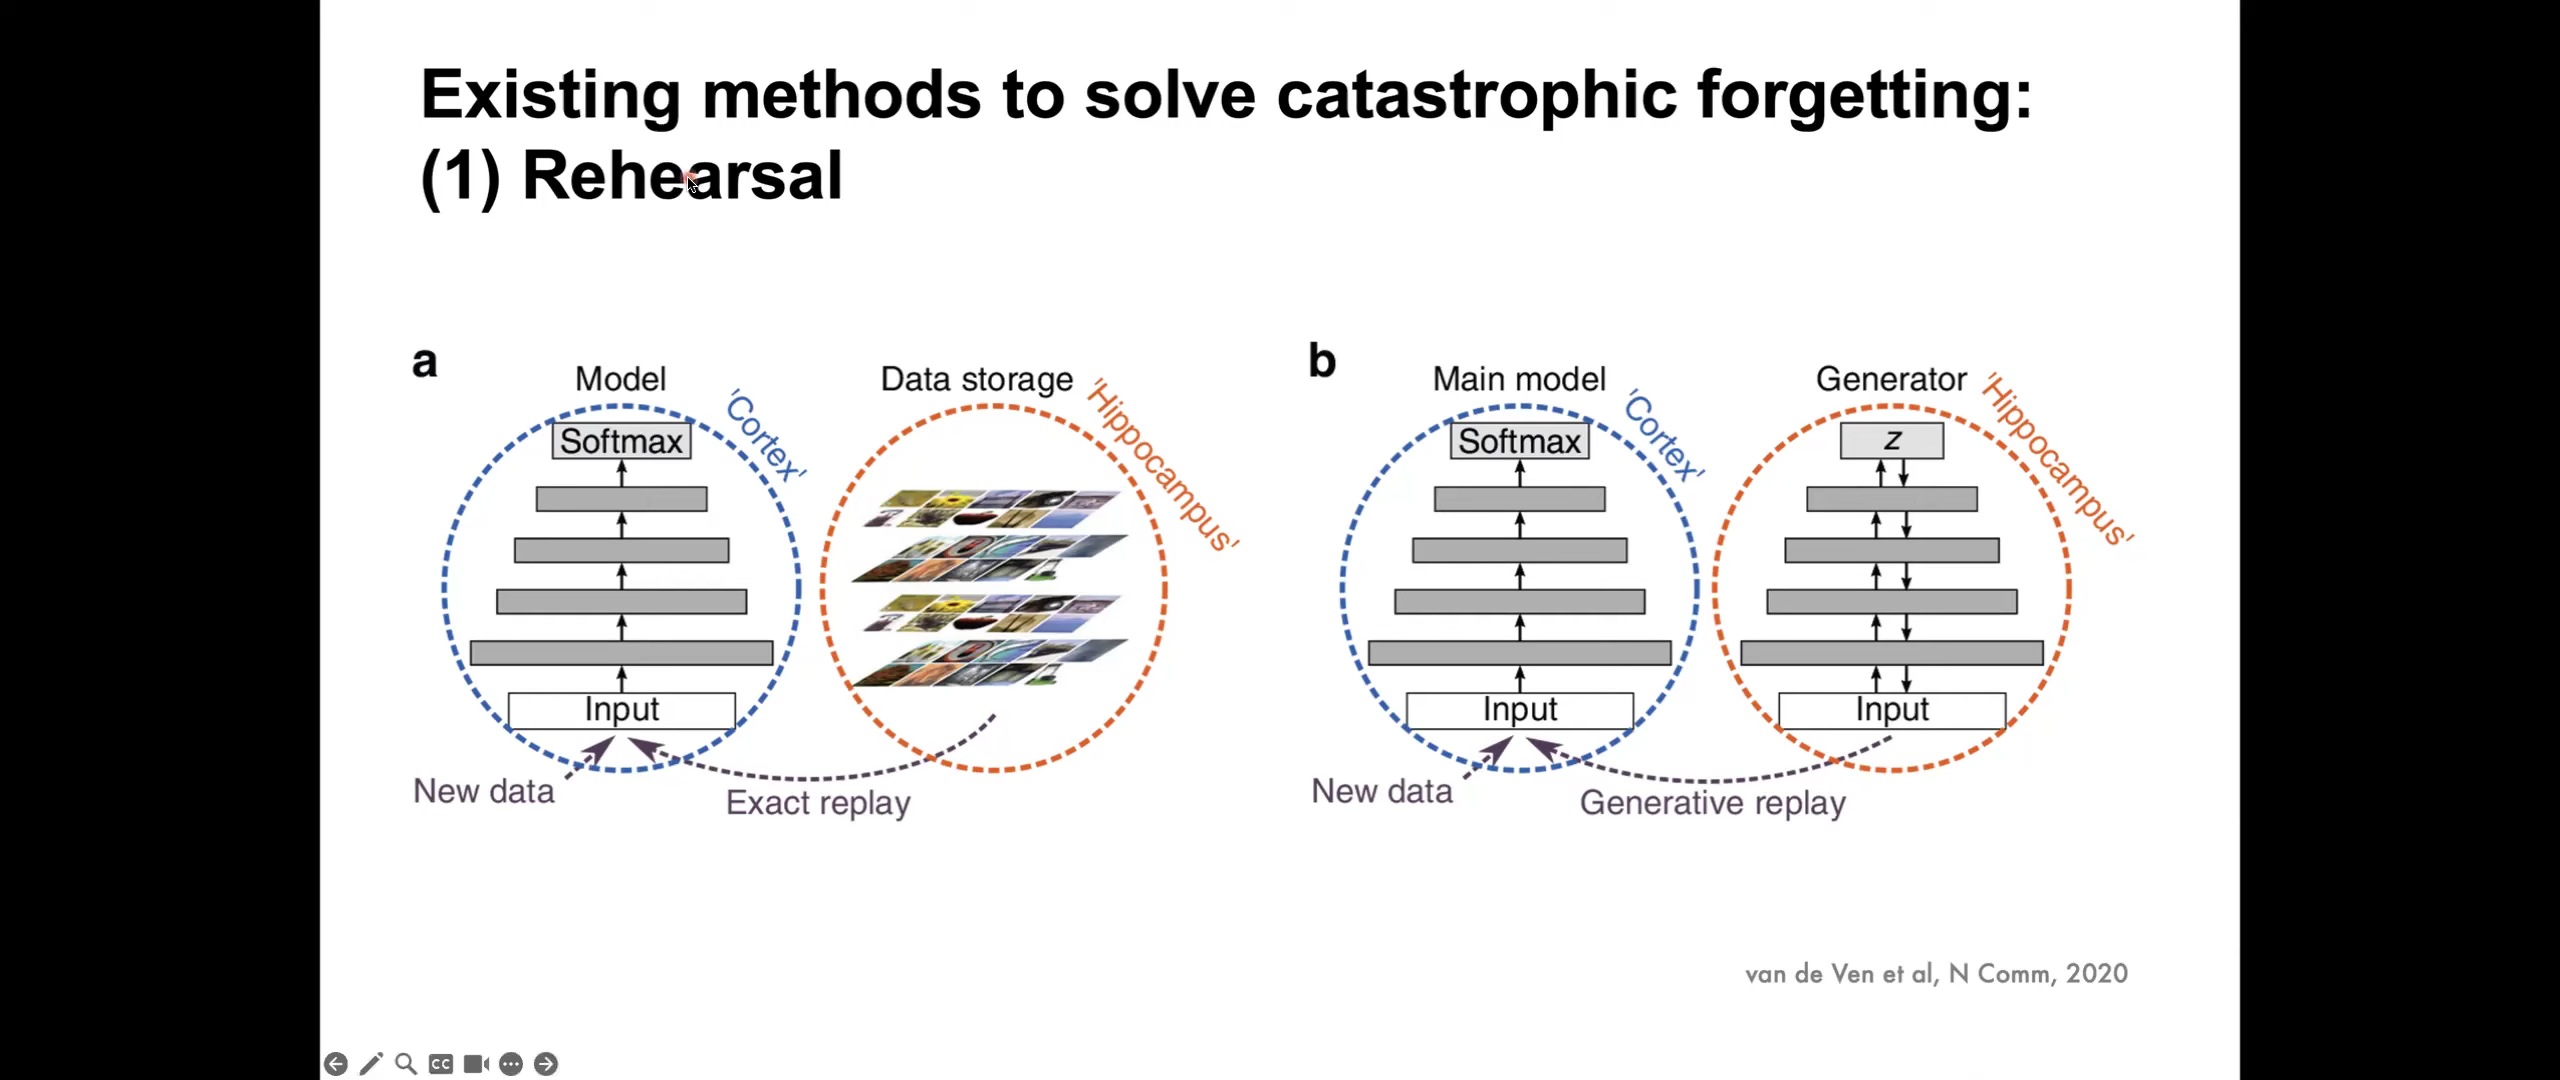 Existing methods to solve catastrophic forgetting:
(1) Rehearsal
a
Model
'Cortex'
Softmax
Input
New data
Data storage
'Hippocampus'
Exact replay
b
Main model
'Cortex'
Softmax
Input
New data
Generator
'Hippocampus'
z
Input
Generative replay
van de Ven et al, N Comm, 2020
CC